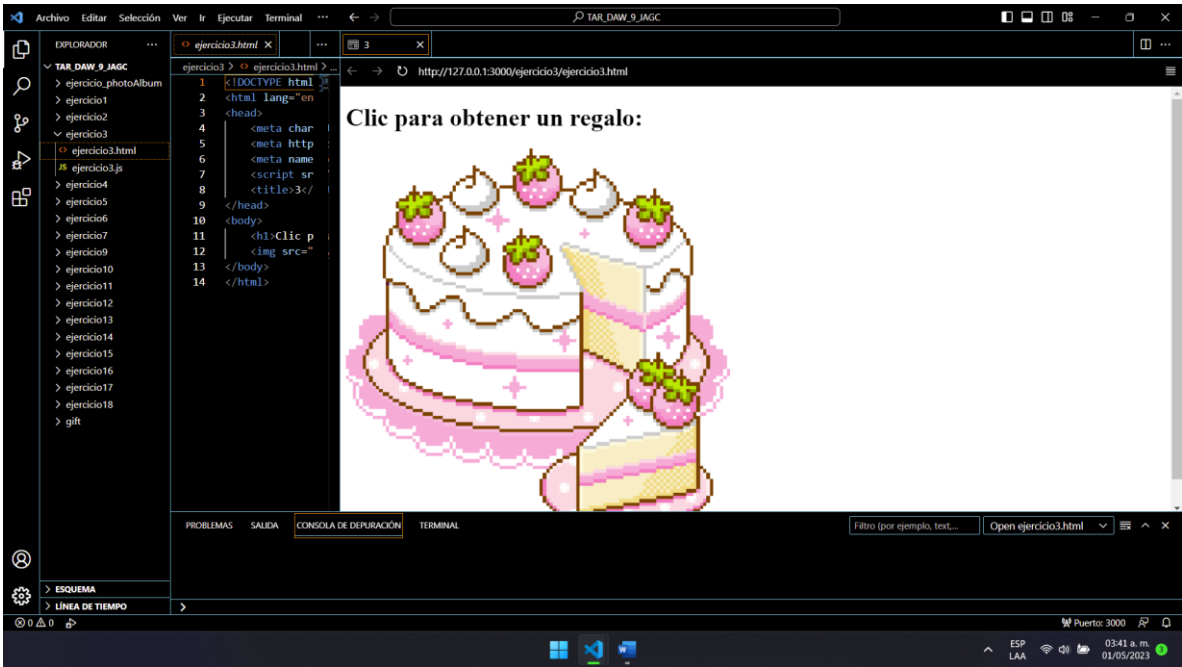 Archivo Editar Selección Ver Ir Ejecutar Terminal ··· TAR_DAW_9_JAGC
EXPLORADOR ···
TAR_DAW_9_JAGC
ejercicio_photoAlbum
ejercicio1
ejercicio2
ejercicio3
ejercicio3.html
JS ejercicio3.js
ejercicio4
ejercicio5
ejercicio6
ejercicio7
ejercicio9
ejercicio10
ejercicio11
ejercicio12
ejercicio13
ejercicio14
ejercicio15
ejercicio16
ejercicio17
ejercicio18
gift
ESQUEMA
LÍNEA DE TIEMPO
<> ejercicio3.html ···
ejercicio3 > <> ejercicio3.html > ...
1 <!DOCTYPE html
2 <html lang="en
3 <head>
4 <meta char
5 <meta http
6 <meta name
7 <script sr
8 <title>3</
9 </head>
10 <body>
11 <h1>Clic p
12 <img src="
13 </body>
14 </html>
3
http://127.0.0.1:3000/ejercicio3/ejercicio3.html
Clic para obtener un regalo:
PROBLEMAS SALIDA CONSOLA DE DEPURACIÓN TERMINAL Filtro (por ejemplo, text,... Open ejercicio3.html
>
0 0 Puerto: 3000
ESP 03:41 a. m.
LAA 01/05/2023 3